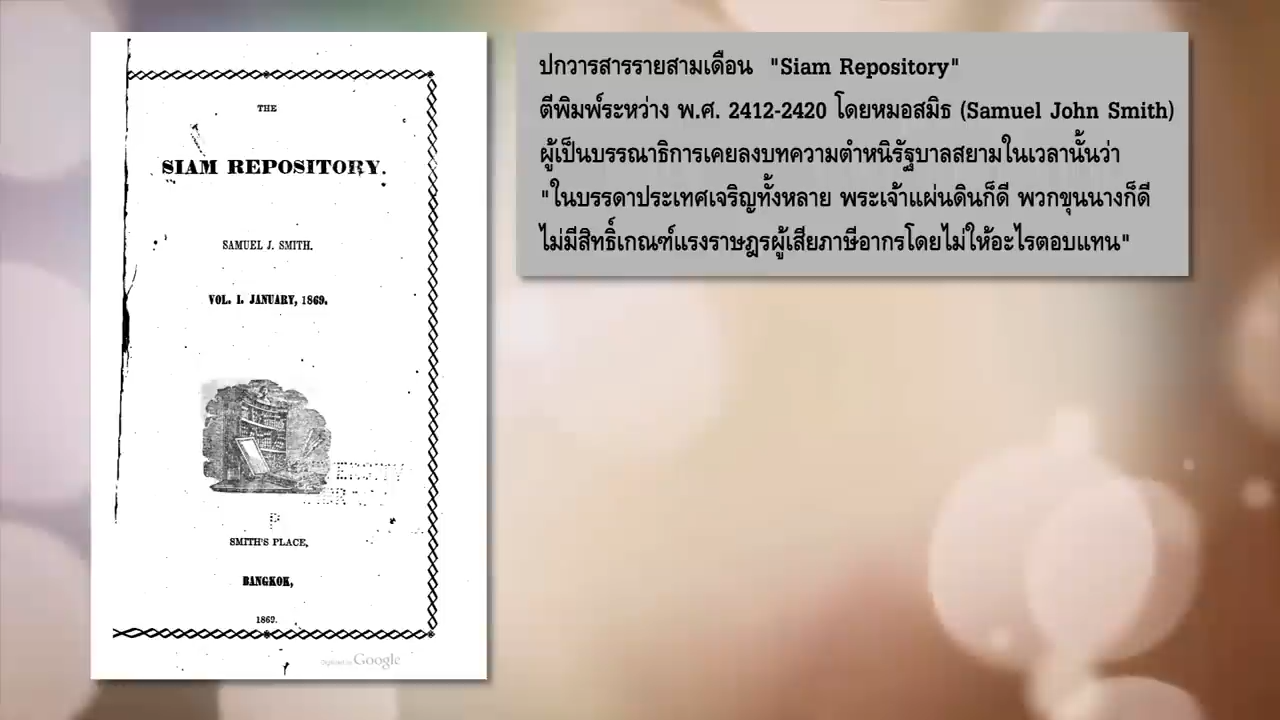 THE
SIAM REPOSITORY.
SAMUEL J. SMITH.
VOL. I. JANUARY, 1869.
P
SMITH'S PLACE,
BANGKOK,
1869.
Digitized by Google
ปกวารสารรายสามเดือน "Siam Repository"
ตีพิมพ์ระหว่าง พ.ศ. 2412-2420 โดยหมอสมิธ (Samuel John Smith)
ผู้เป็นบรรณาธิการเคยลงบทความตำหนิรัฐบาลสยามในเวลานั้นว่า
"ในบรรดาประเทศเจริญทั้งหลาย พระเจ้าแผ่นดินก็ดี พวกขุนนางก็ดี
ไม่มีสิทธิ์เกณฑ์แรงราษฎรผู้เสียภาษีอากรโดยไม่ให้อะไรตอบแทน"